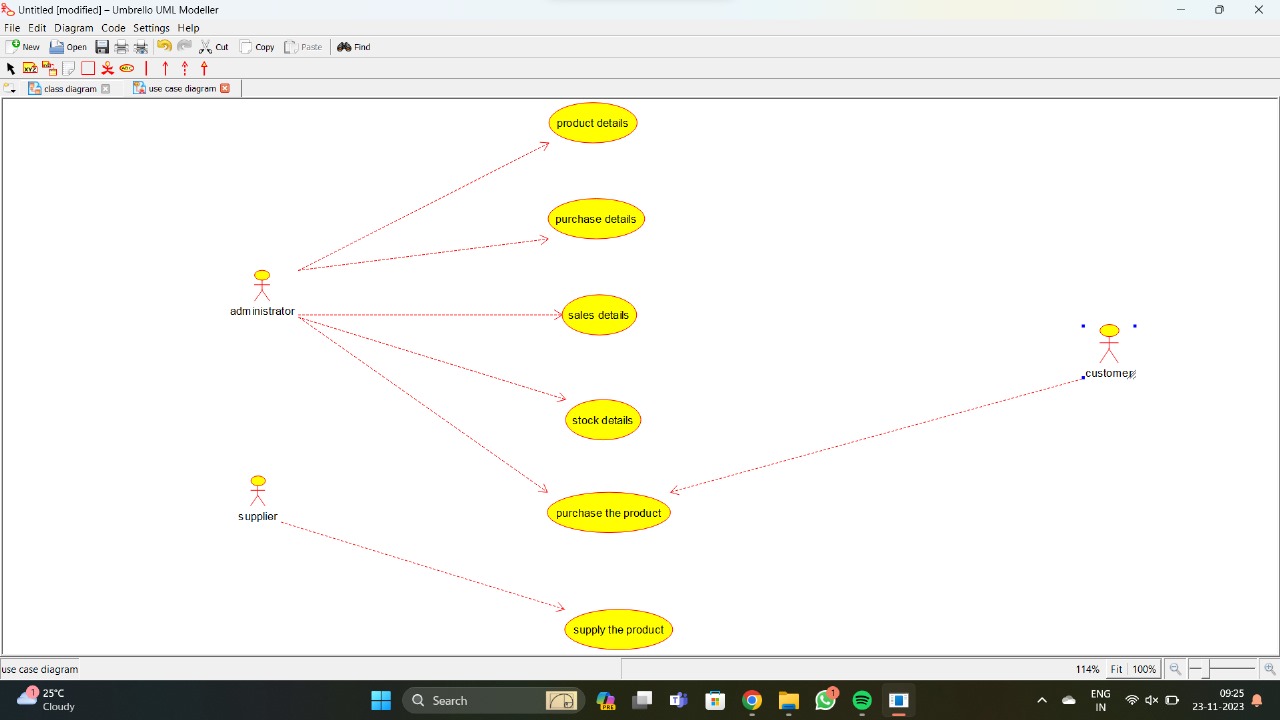 Untitled [modified] – Umbrello UML Modeller
File Edit Diagram Code Settings Help
New Open Cut Copy Paste Find
class diagram use case diagram
product details
purchase details
administrator
sales details
customer
stock details
supplier
purchase the product
supply the product
use case diagram 114% Fit 100%
1 25°C
Cloudy
Search
PRE
1
ENG
IN
09:25
23-11-2023